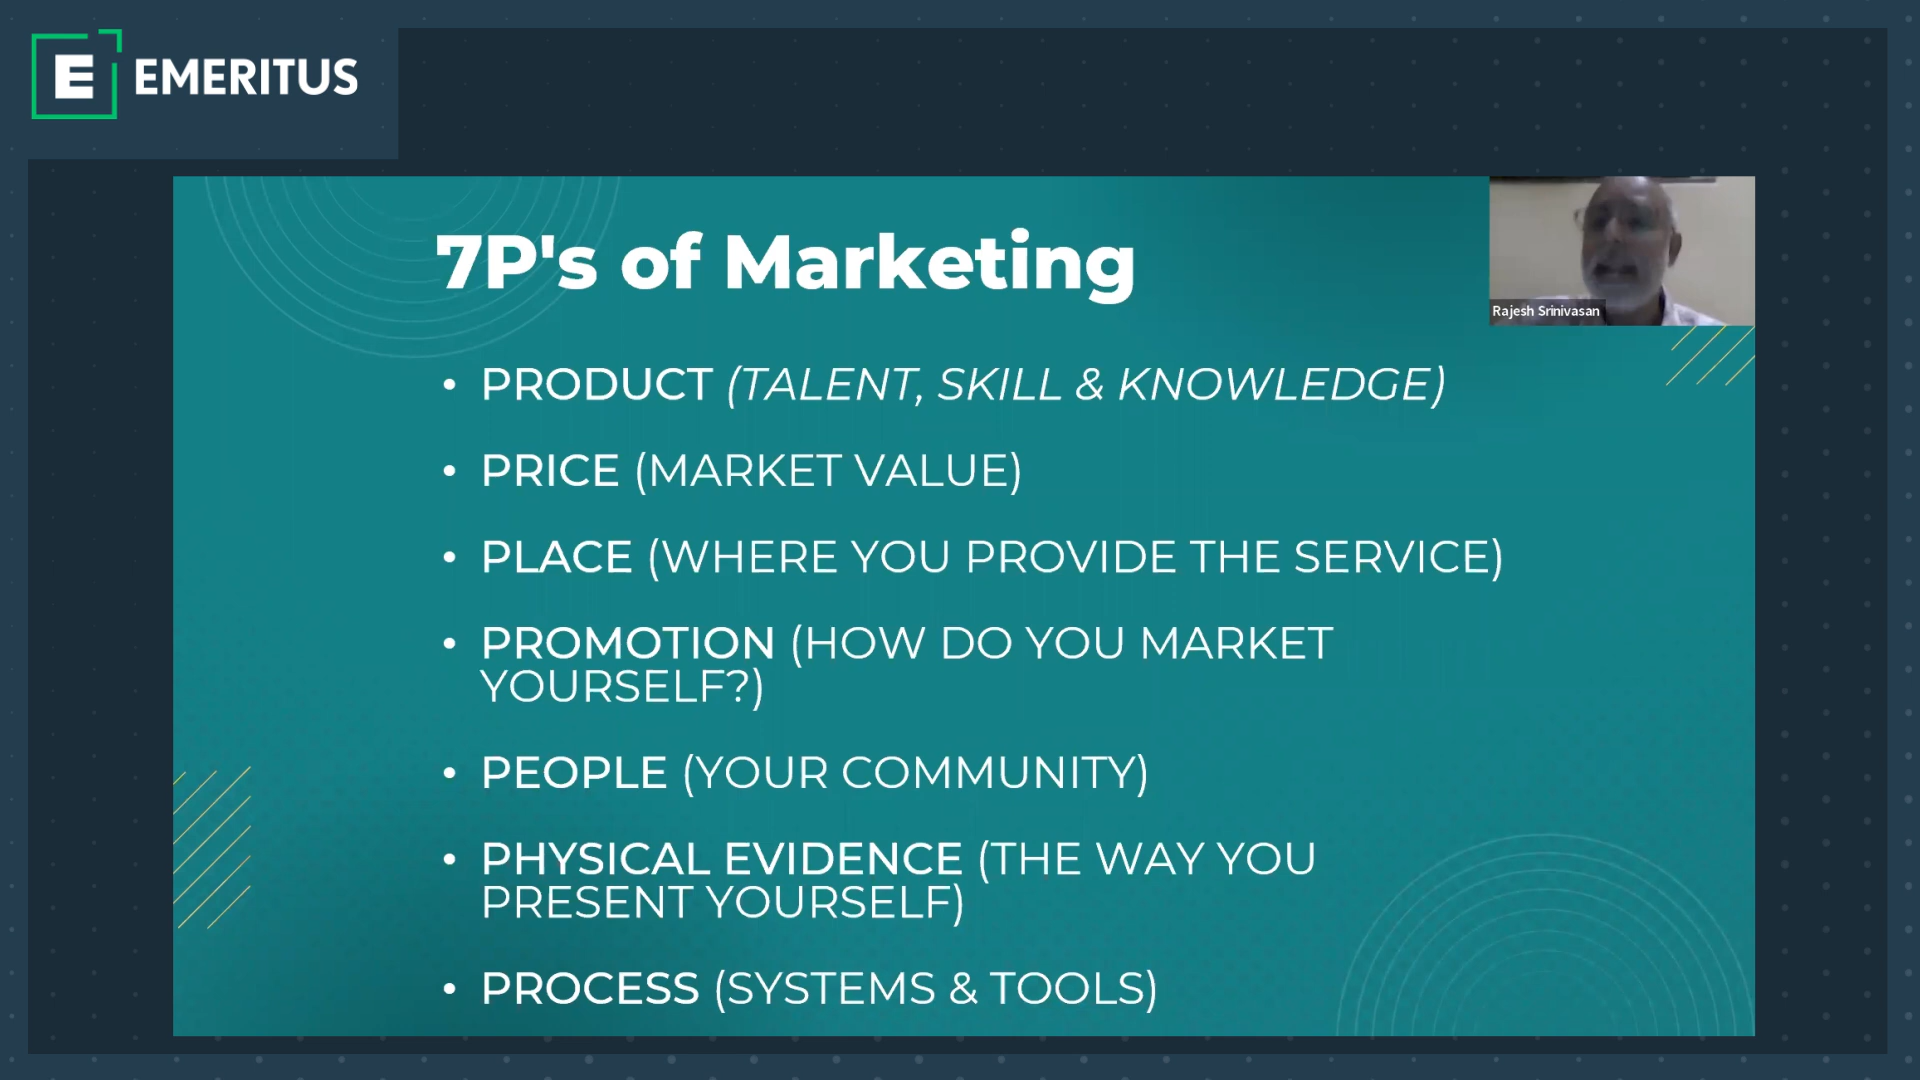 E EMERITUS
7P's of Marketing
Rajesh Srinivasan
• PRODUCT (TALENT, SKILL & KNOWLEDGE)
• PRICE (MARKET VALUE)
• PLACE (WHERE YOU PROVIDE THE SERVICE)
• PROMOTION (HOW DO YOU MARKET
YOURSELF?)
• PEOPLE (YOUR COMMUNITY)
• PHYSICAL EVIDENCE (THE WAY YOU
PRESENT YOURSELF)
• PROCESS (SYSTEMS & TOOLS)